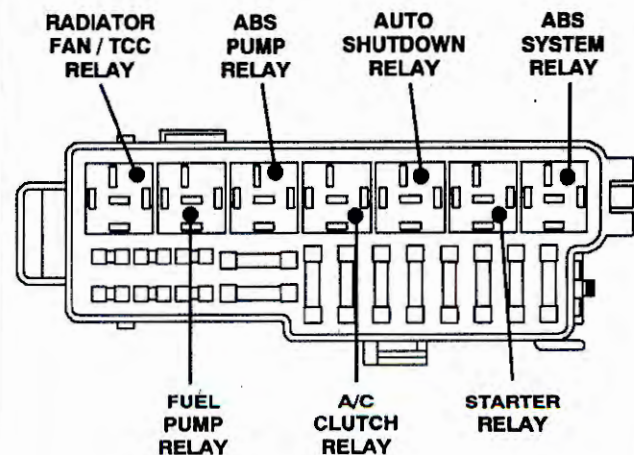 RADIATOR
FAN / TCC
RELAY
ABS
PUMP
RELAY
AUTO
SHUTDOWN
RELAY
ABS
SYSTEM
RELAY
FUEL
PUMP
RELAY
A/C
CLUTCH
RELAY
STARTER
RELAY